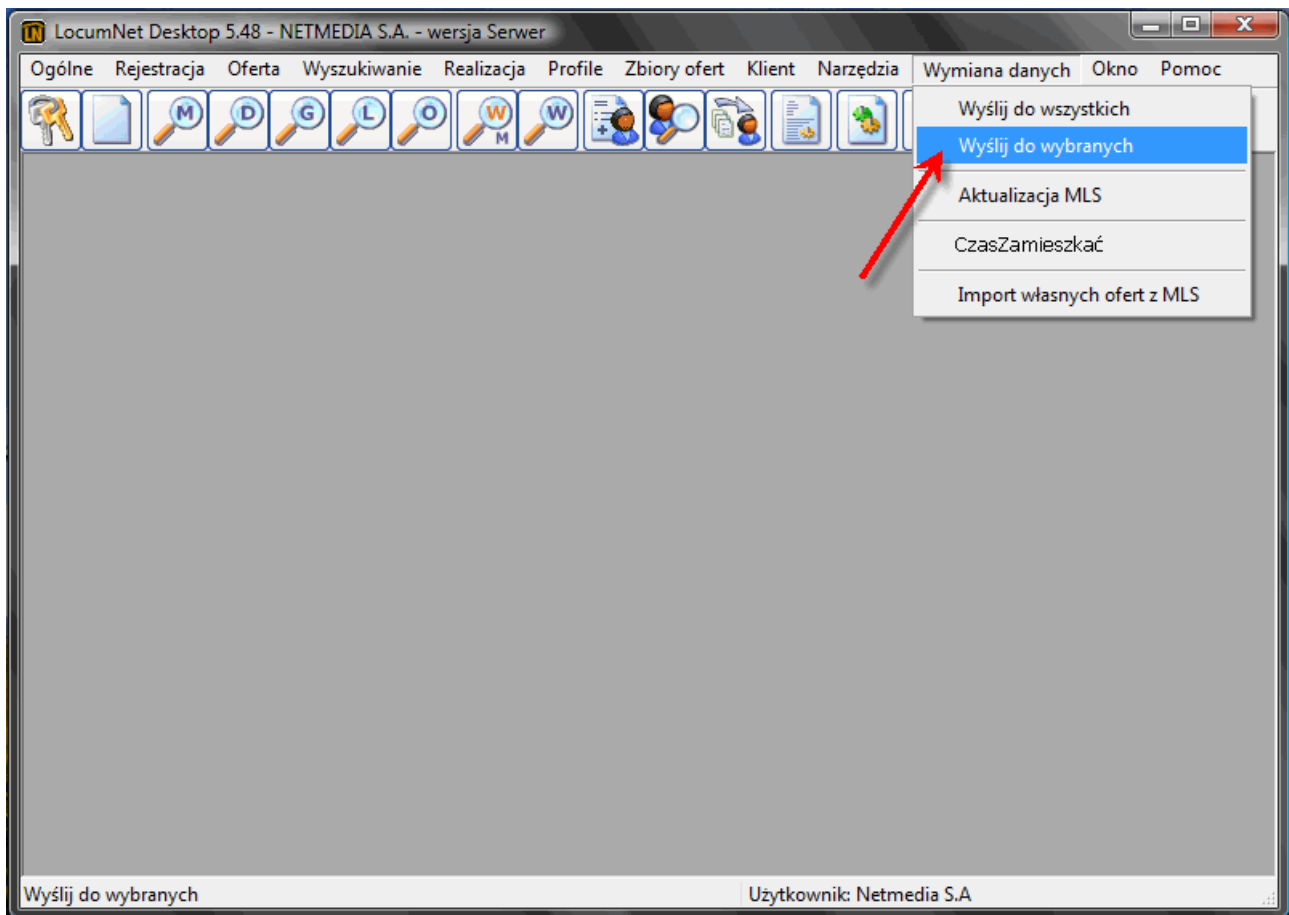 LocumNet Desktop 5.48 - NETMEDIA S.A. - wersja Serwer
Ogólne Rejestracja Oferta Wyszukiwanie Realizacja Profile Zbiory ofert Klient Narzędzia Wymiana danych Okno Pomoc
M D G L O W M W
Wyślij do wszystkich
Wyślij do wybranych
Aktualizacja MLS
CzasZamieszkać
Import własnych ofert z MLS
Wyślij do wybranych Użytkownik: Netmedia S.A